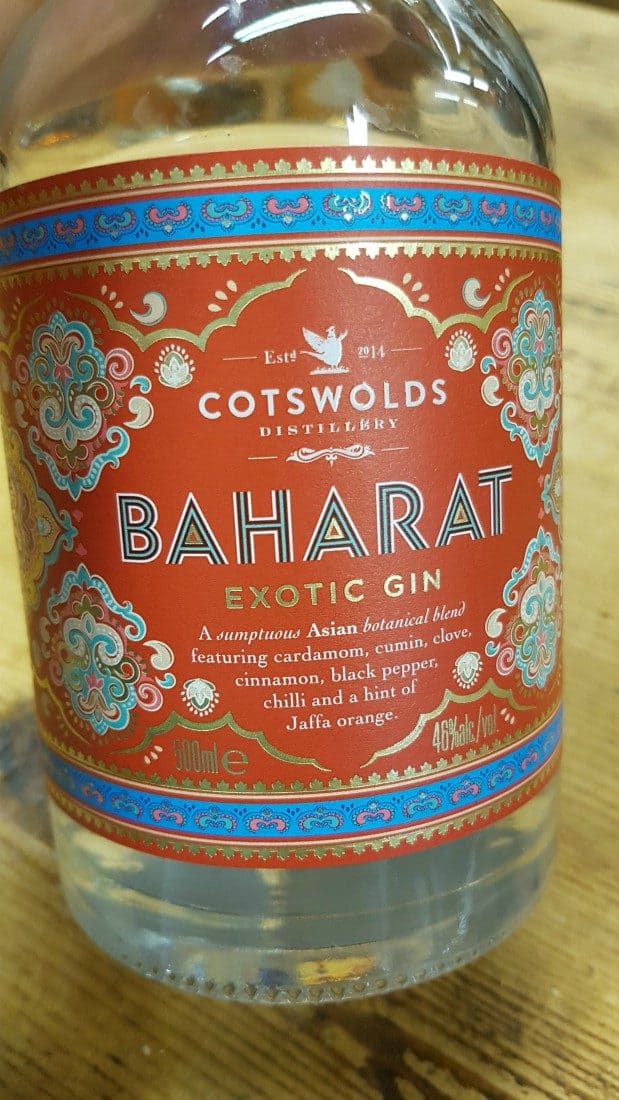 Estd 2014
COTSWOLDS
DISTILLERY
BAHARAT
EXOTIC GIN
A sumptuous Asian botanical blend
featuring cardamom, cumin, clove,
cinnamon, black pepper,
chilli and a hint of
Jaffa orange.
500ml e
46%alc/vol